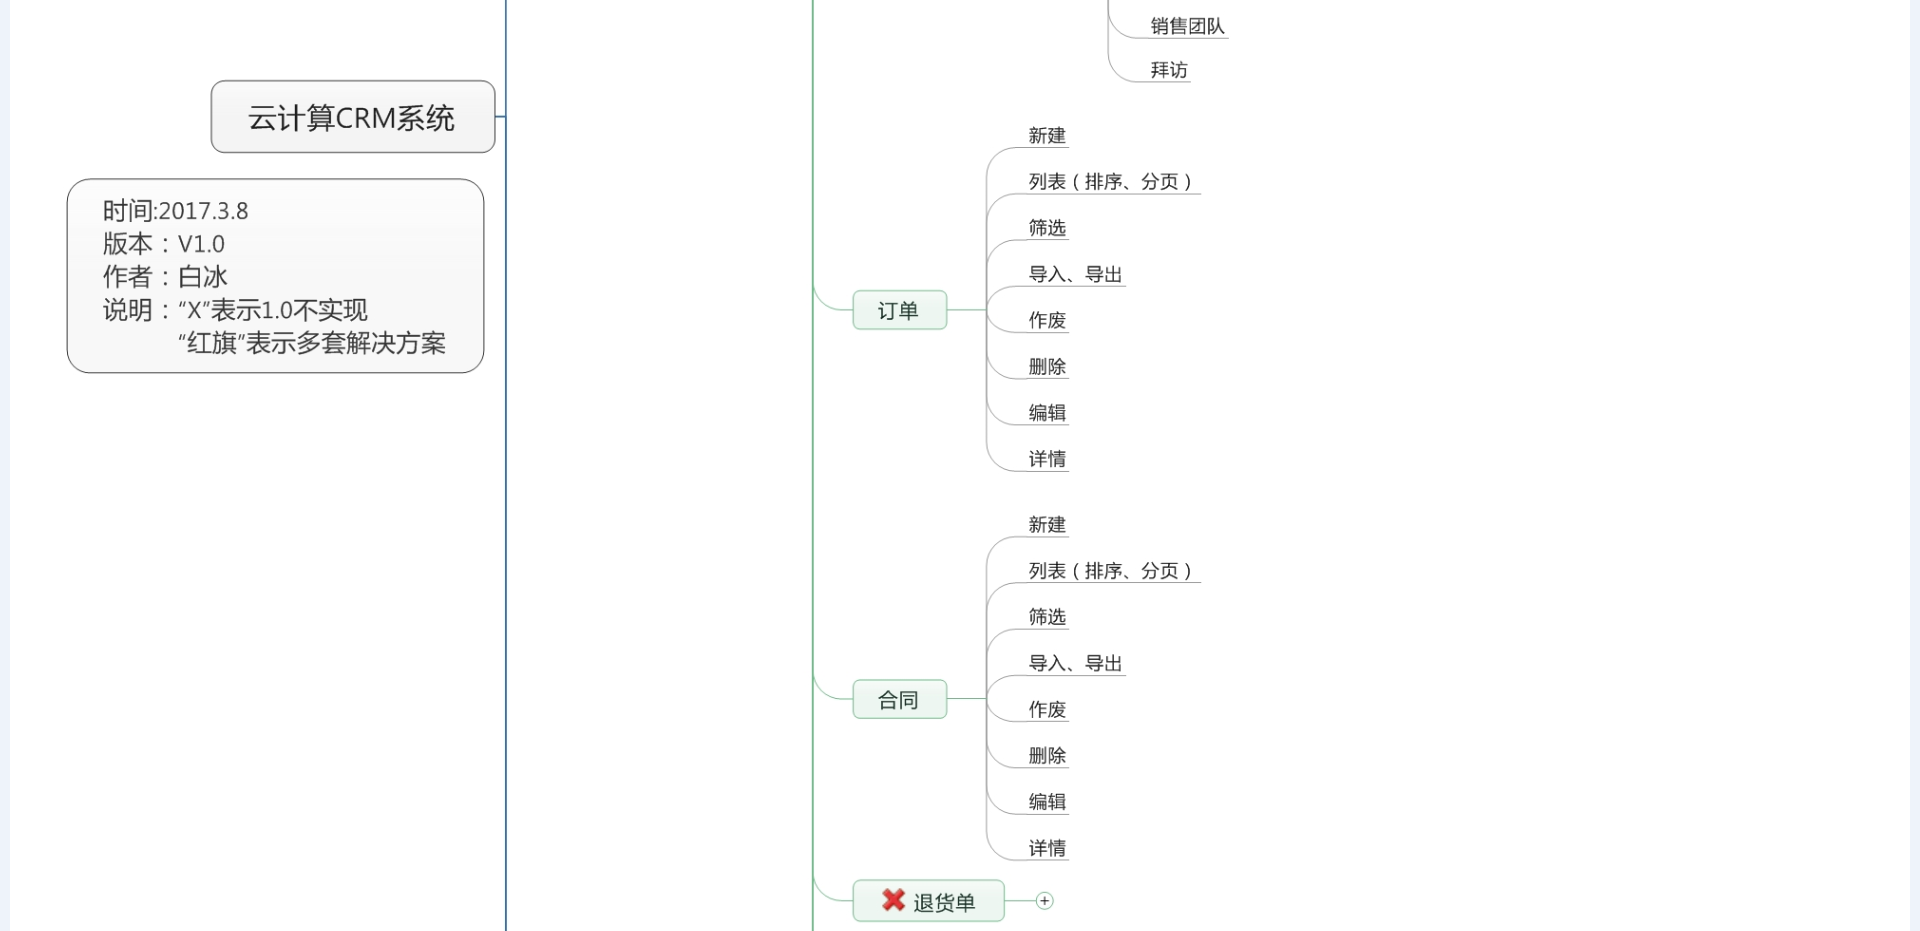 销售团队
拜访
云计算CRM系统
时间:2017.3.8
版本：V1.0
作者：白冰
说明：“X”表示1.0不实现
“红旗”表示多套解决方案
订单
新建
列表（排序、分页）
筛选
导入、导出
作废
删除
编辑
详情
合同
新建
列表（排序、分页）
筛选
导入、导出
作废
删除
编辑
详情
退货单